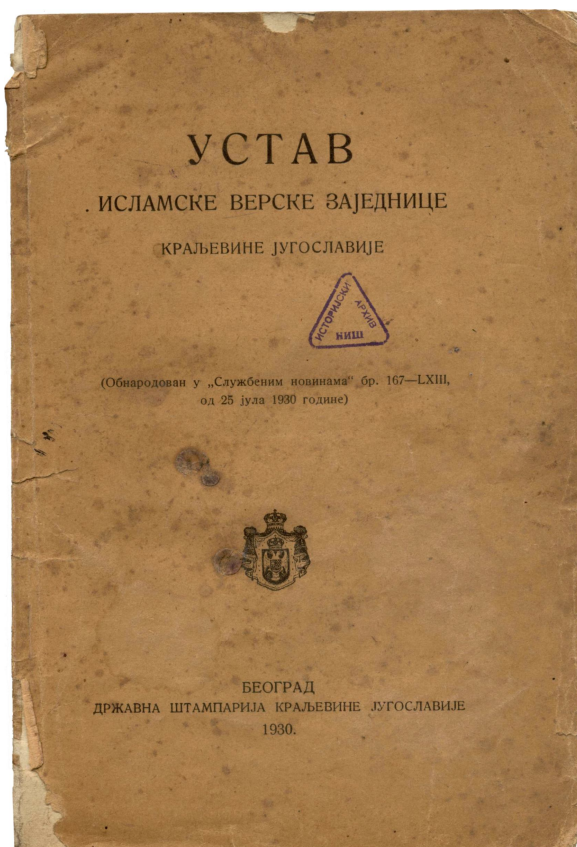 УСТАВ
ИСЛАМСКЕ ВЕРСКЕ ЗАЈЕДНИЦЕ
КРАЉЕВИНЕ ЈУГОСЛАВИЈЕ
ИСТОРИЈСКИ
АРХИВ
НИШ
(Обнародован у „Службеним новинама" бр. 167—LXIII,
од 25 јула 1930 године)
БЕОГРАД
ДРЖАВНА ШТАМПАРИЈА КРАЉЕВИНЕ ЈУГОСЛАВИЈЕ
1930.